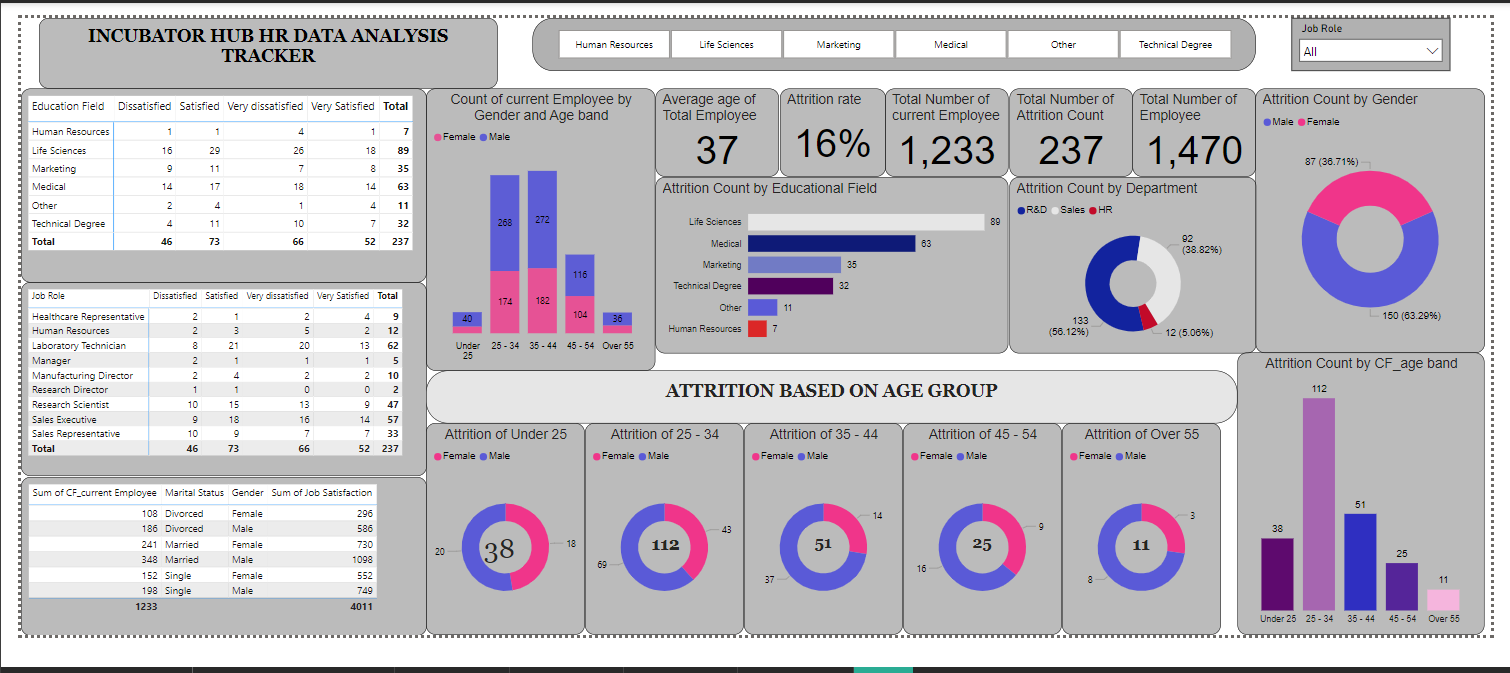 INCUBATOR HUB HR DATA ANALYSIS
TRACKER
Human Resources Life Sciences Marketing Medical Other Technical Degree
Job Role
All
Education Field Dissatisfied Satisfied Very dissatisfied Very Satisfied Total
Human Resources 1 1 4 1 7
Life Sciences 16 29 26 18 89
Marketing 9 11 7 8 35
Medical 14 17 18 14 63
Other 2 4 1 4 11
Technical Degree 4 11 10 7 32
Total 46 73 66 52 237
Job Role Dissatisfied Satisfied Very dissatisfied Very Satisfied Total
Healthcare Representative 2 1 2 4 9
Human Resources 2 3 5 2 12
Laboratory Technician 8 21 20 13 62
Manager 2 1 1 1 5
Manufacturing Director 2 4 2 2 10
Research Director 1 1 0 0 2
Research Scientist 10 15 13 9 47
Sales Executive 9 18 16 14 57
Sales Representative 10 9 7 7 33
Total 46 73 66 52 237
Sum of CF_current Employee Marital Status Gender Sum of Job Satisfaction
108 Divorced Female 296
186 Divorced Male 586
241 Married Female 730
348 Married Male 1098
152 Single Female 552
198 Single Male 749
1233 4011
Count of current Employee by
Gender and Age band
Female Male
268 272
116
40 174 182 104 36
Under
25 25 - 34 35 - 44 45 - 54 Over 55
Average age of
Total Employee
37
Attrition rate
16%
Total Number of
current Employee
1,233
Total Number of
Attrition Count
237
Total Number of
Employee
1,470
Attrition Count by Educational Field
Life Sciences 89
Medical 63
Marketing 35
Technical Degree 32
Other 11
Human Resources 7
Attrition Count by Department
R&D Sales HR
92
(38.82%)
133
(56.12%)
12 (5.06%)
Attrition Count by Gender
Male Female
87 (36.71%)
150 (63.29%)
ATTRITION BASED ON AGE GROUP
Attrition of Under 25
Female Male
20 38 18
Attrition of 25 - 34
Female Male
43
112
69
Attrition of 35 - 44
Female Male
14
51
37
Attrition of 45 - 54
Female Male
9
25
16
Attrition of Over 55
Female Male
3
11
8
Attrition Count by CF_age band
112
51
38
25
11
Under 25 25 - 34 35 - 44 45 - 54 Over 55